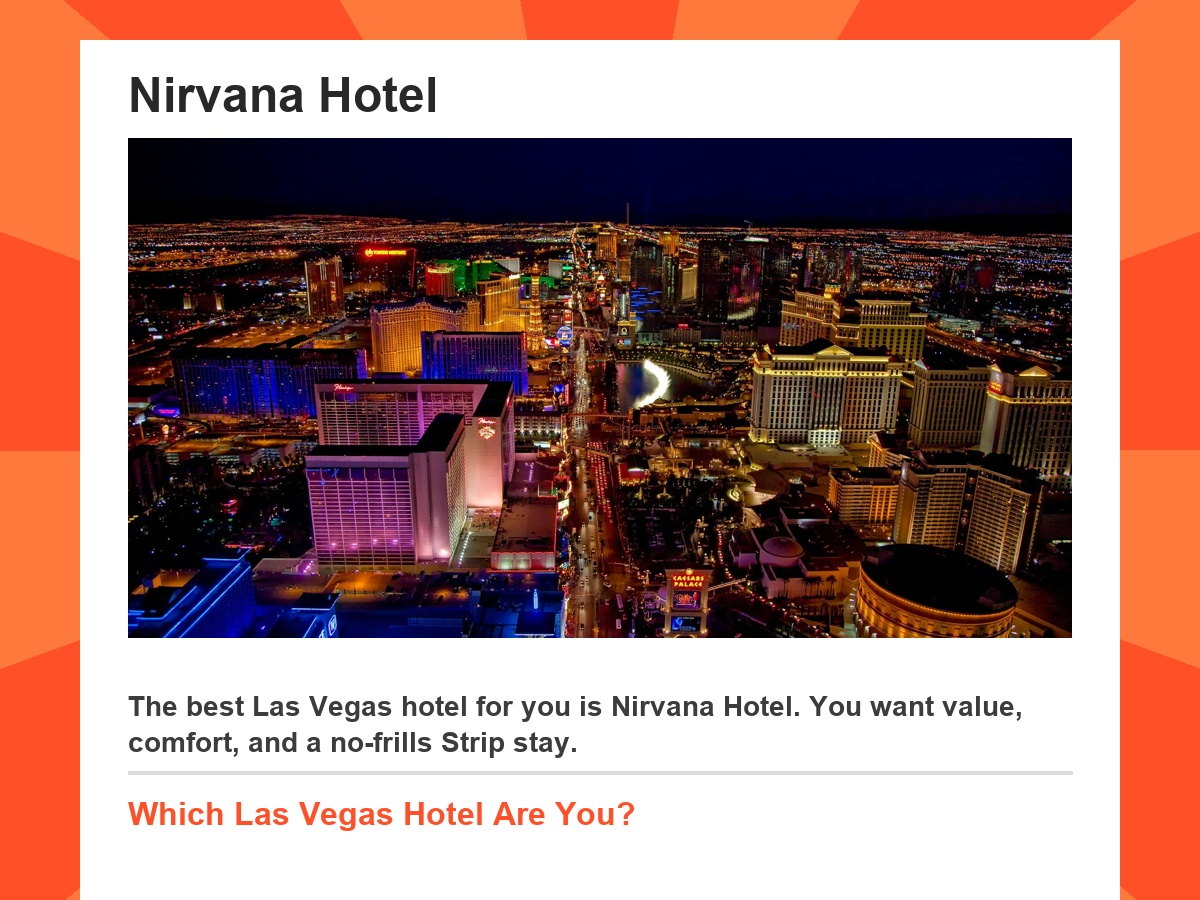 Nirvana Hotel
Flamingo
Flamingo
CAESARS
PALACE
The best Las Vegas hotel for you is Nirvana Hotel. You want value,
comfort, and a no-frills Strip stay.
Which Las Vegas Hotel Are You?